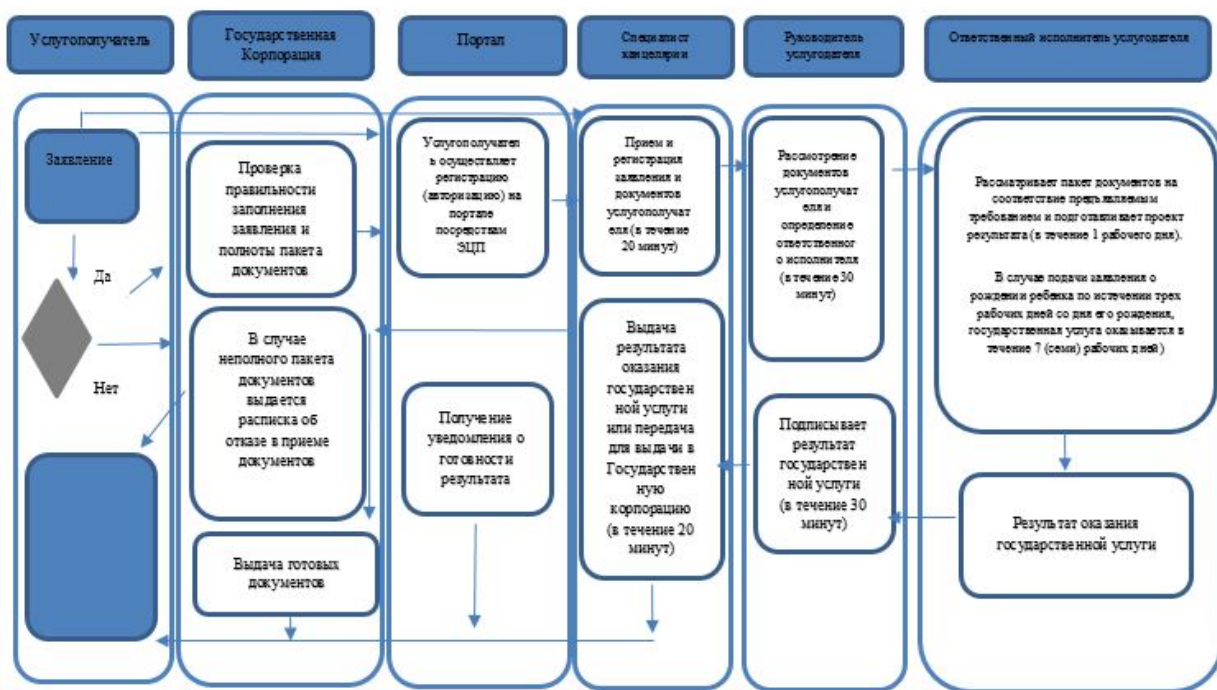 Услугополучатель
Государственная
Корпорация
Портал
Специалист
канцелярии
Руководитель
услугодателя
Ответственный исполнитель услугодателя
Заявление
Да
Нет
Проверка
правильности
заполнения
заявления и
полноты пакета
документов
В случае
неполного пакета
документов
выдается
расписка об
отказе в приеме
документов
Выдача готовых
документов
Услугополучател
ь осуществляет
регистрацию
(авторизацию) на
портале
посредствам
ЭЦП
Получение
уведомления о
готовности
результата
Прием и
регистрация
заявления и
документов
услугополучат
еля (в течение
20 минут)
Выдача
результата
оказания
государствен
ной услуги
или передача
для выдачи в
Государствен
ную
корпорацию
(в течение 20
минут)
Рассмотрение
документов
услугополучат
еля и
определение
ответственног
о исполнителя
(в течение 30
минут)
Подписывает
результат
государствен
ной услуги
(в течение 30
минут)
Рассматривает пакет документов на
соответствие предъявляемым
требованием и подготавливает проект
результата (в течение 1 рабочего дня).
В случае подачи заявления о
рождении ребенка по истечении трех
рабочих дней со дня его рождения,
государственная услуга оказывается в
течение 7 (семи) рабочих дней)
Результат оказания
государственной услуги